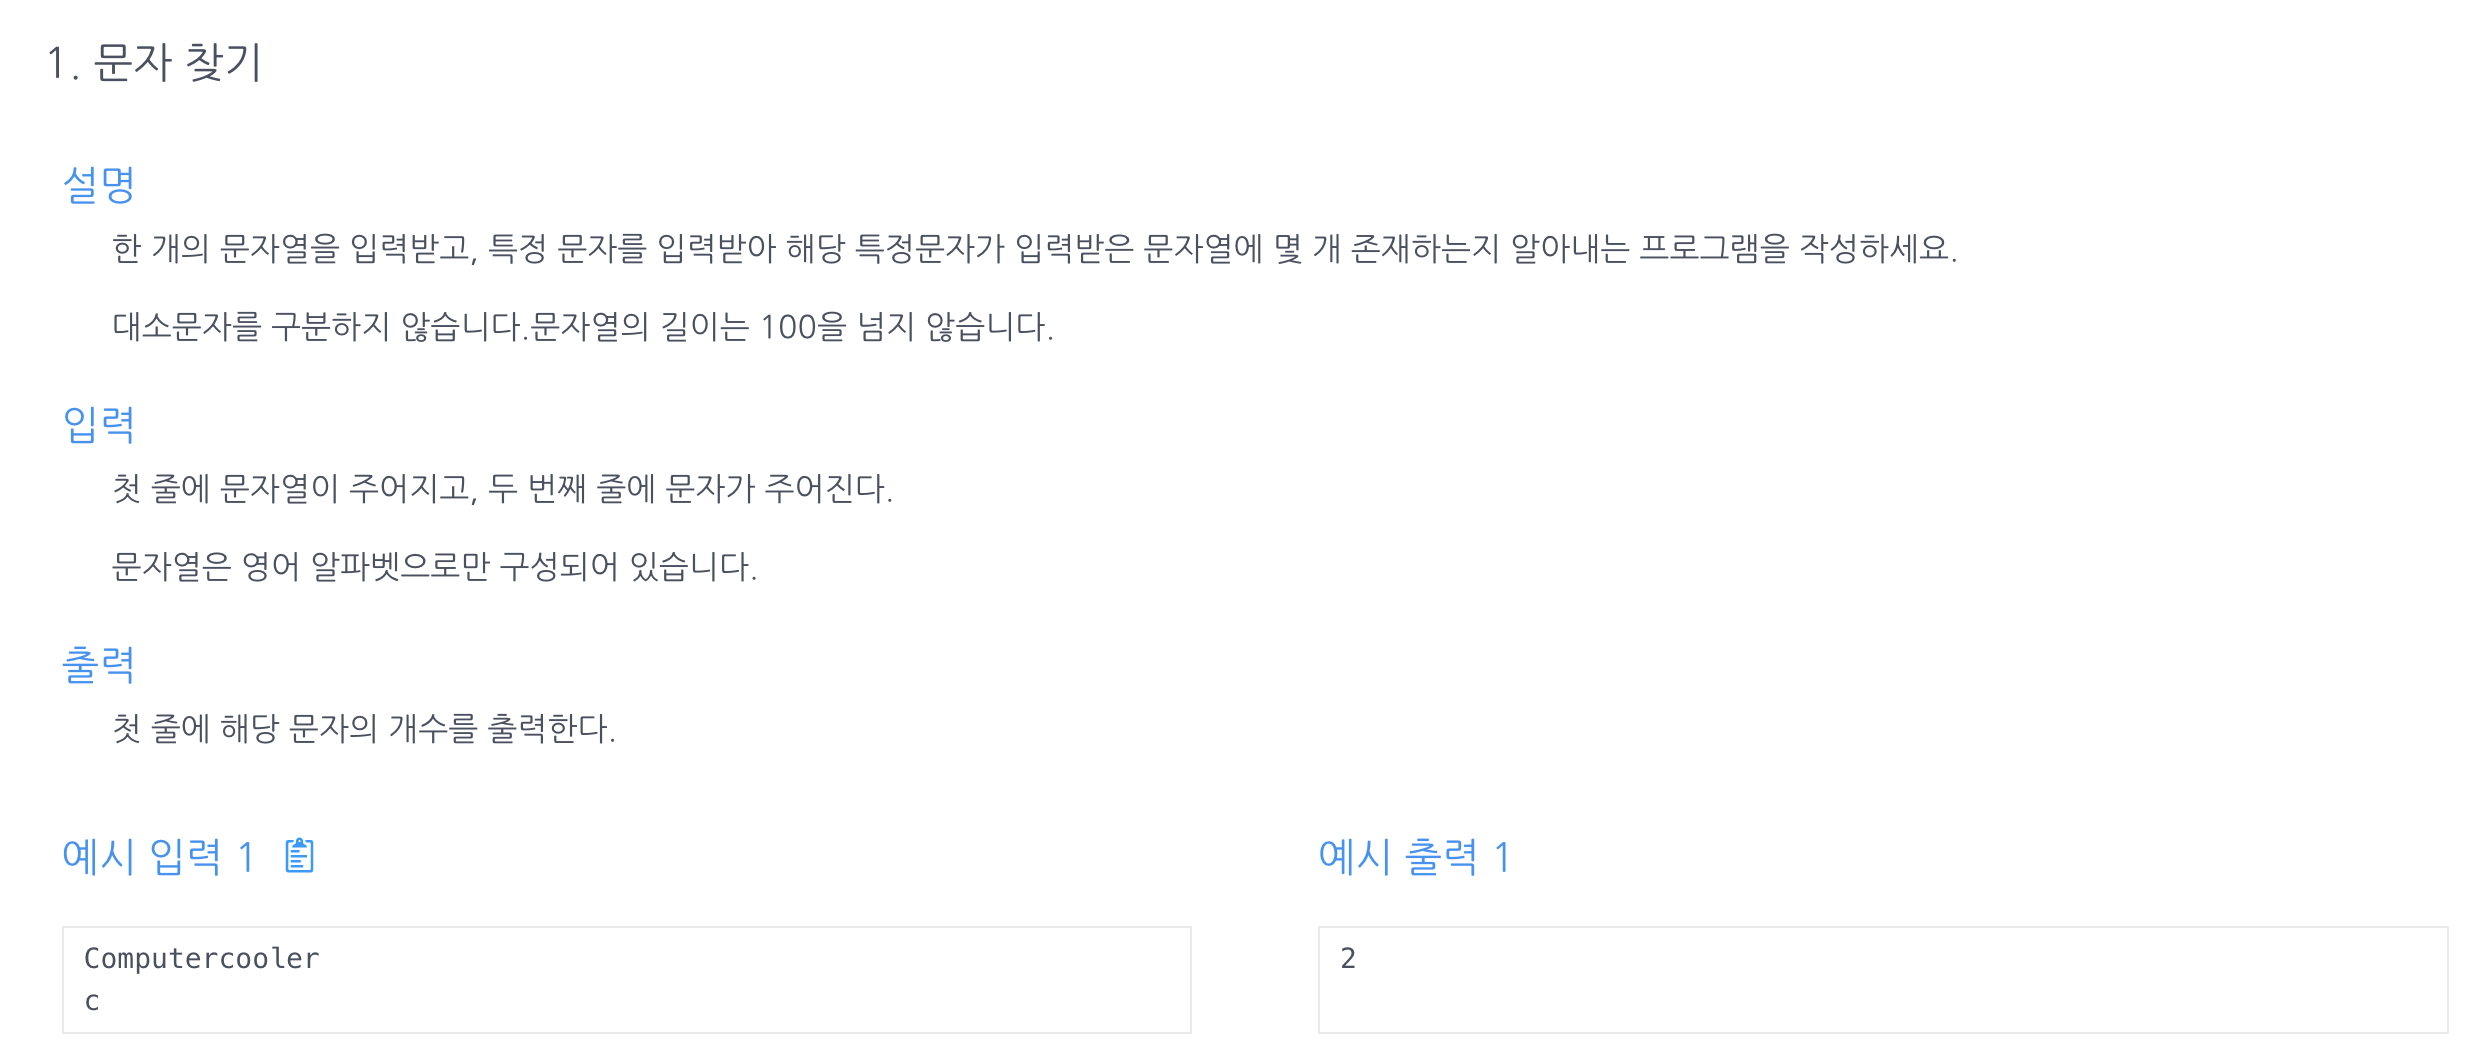 1. 문자 찾기
설명
한 개의 문자열을 입력받고, 특정 문자를 입력받아 해당 특정문자가 입력받은 문자열에 몇 개 존재하는지 알아내는 프로그램을 작성하세요.
대소문자를 구분하지 않습니다.문자열의 길이는 100을 넘지 않습니다.
입력
첫 줄에 문자열이 주어지고, 두 번째 줄에 문자가 주어진다.
문자열은 영어 알파벳으로만 구성되어 있습니다.
출력
첫 줄에 해당 문자의 개수를 출력한다.
예시 입력 1
Computercooler
c
예시 출력 1
2